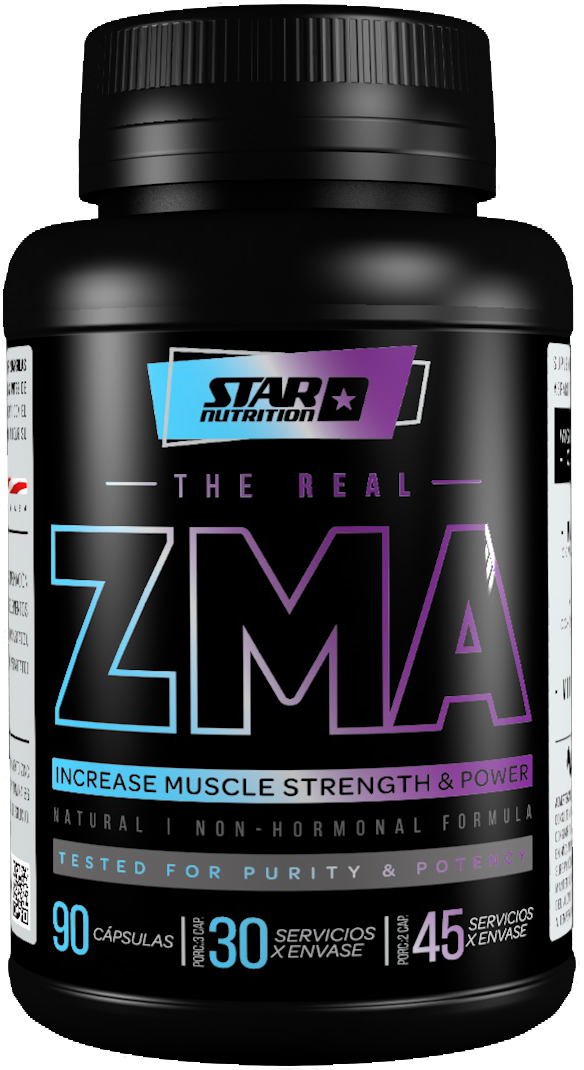 STAR
NUTRITION
THE REAL
ZMA
INCREASE MUSCLE STRENGTH & POWER
NATURAL | NON-HORMONAL FORMULA
TESTED FOR PURITY & POTENCY
90 CÁPSULAS
PORC:3 CAP. 30 SERVICIOS X ENVASE
PORC:2 CAP. 45 SERVICIOS X ENVASE